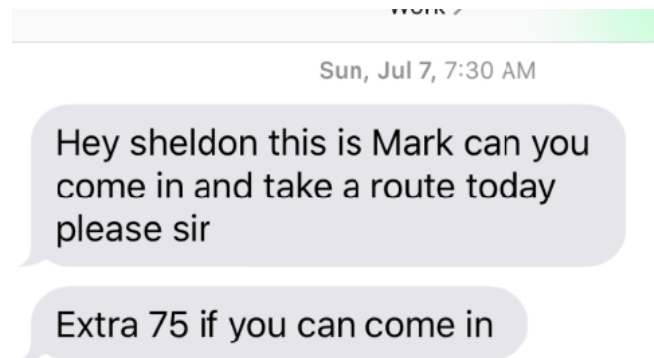 Sun, Jul 7, 7:30 AM
Hey sheldon this is Mark can you
come in and take a route today
please sir
Extra 75 if you can come in